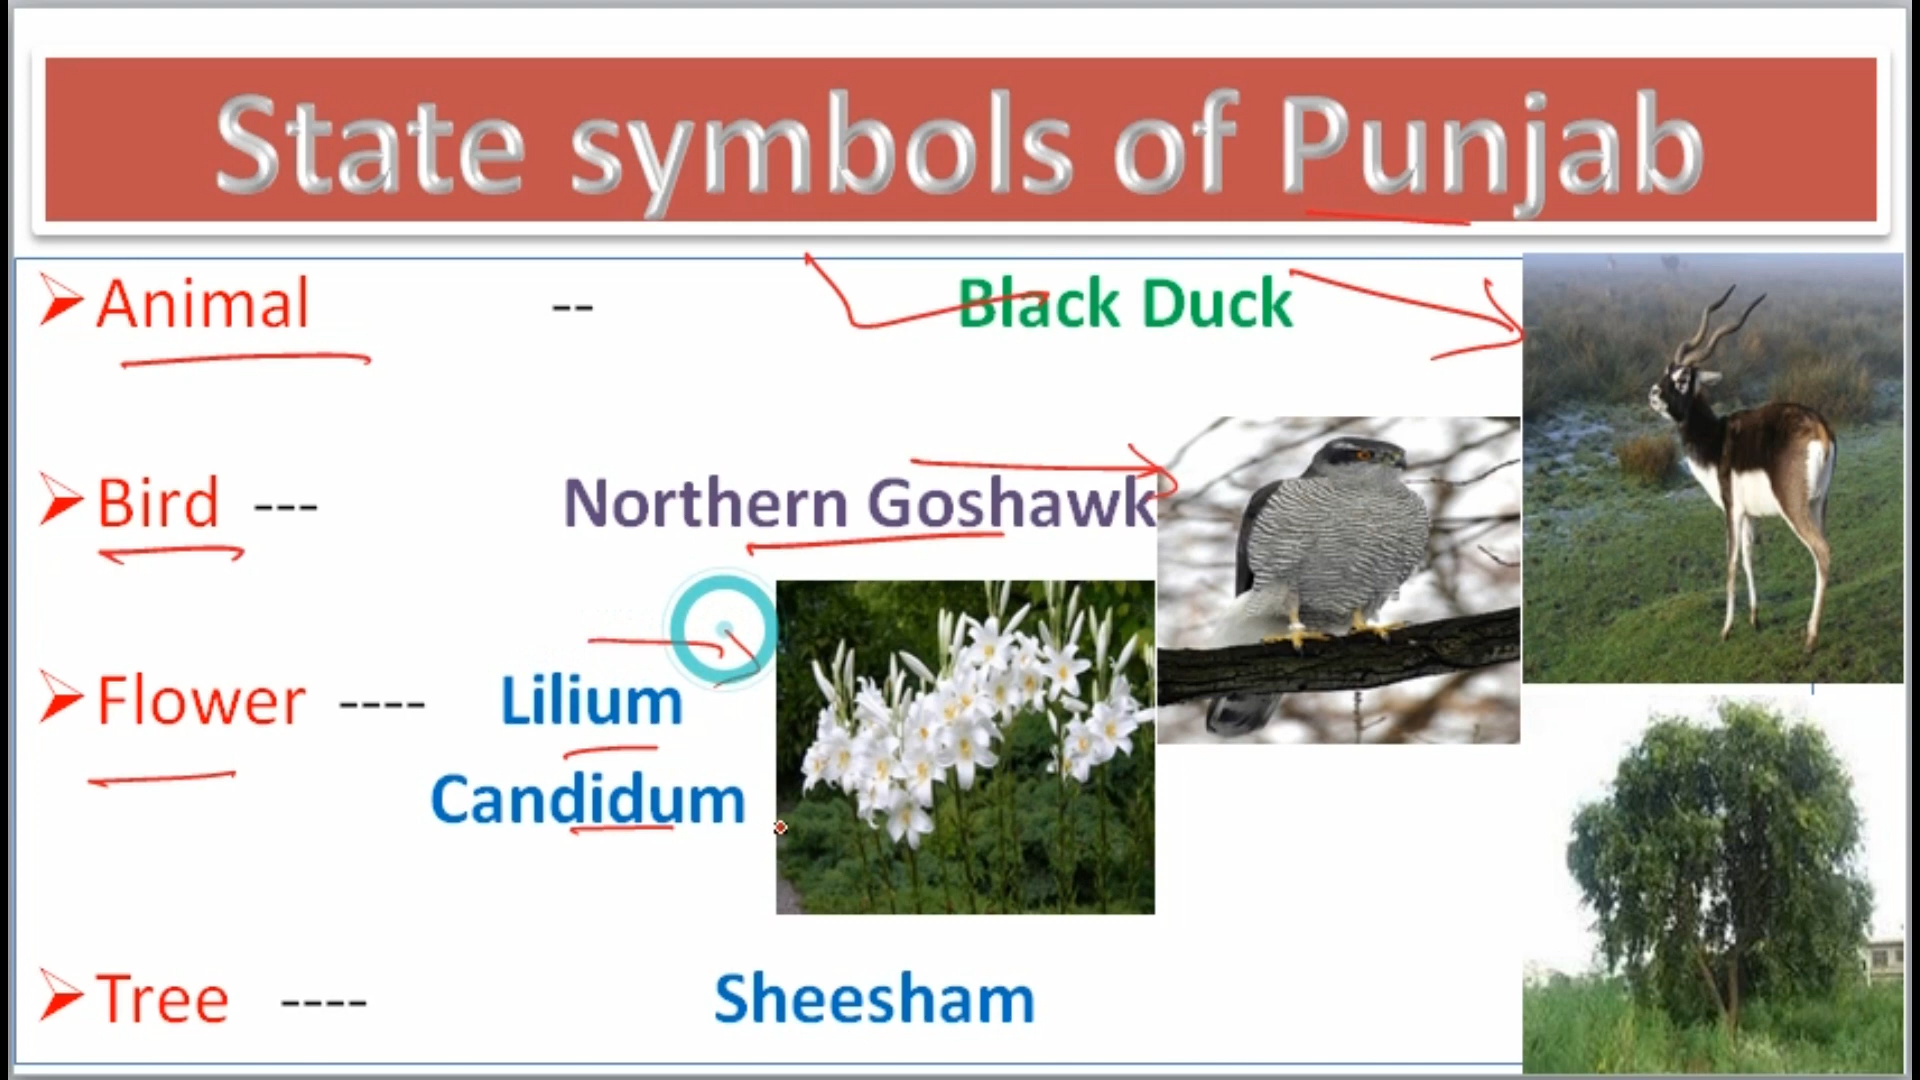 State symbols of Punjab
Animal -- Black Duck
Bird --- Northern Goshawk
Flower ---- Lilium
Candidum
Tree ---- Sheesham